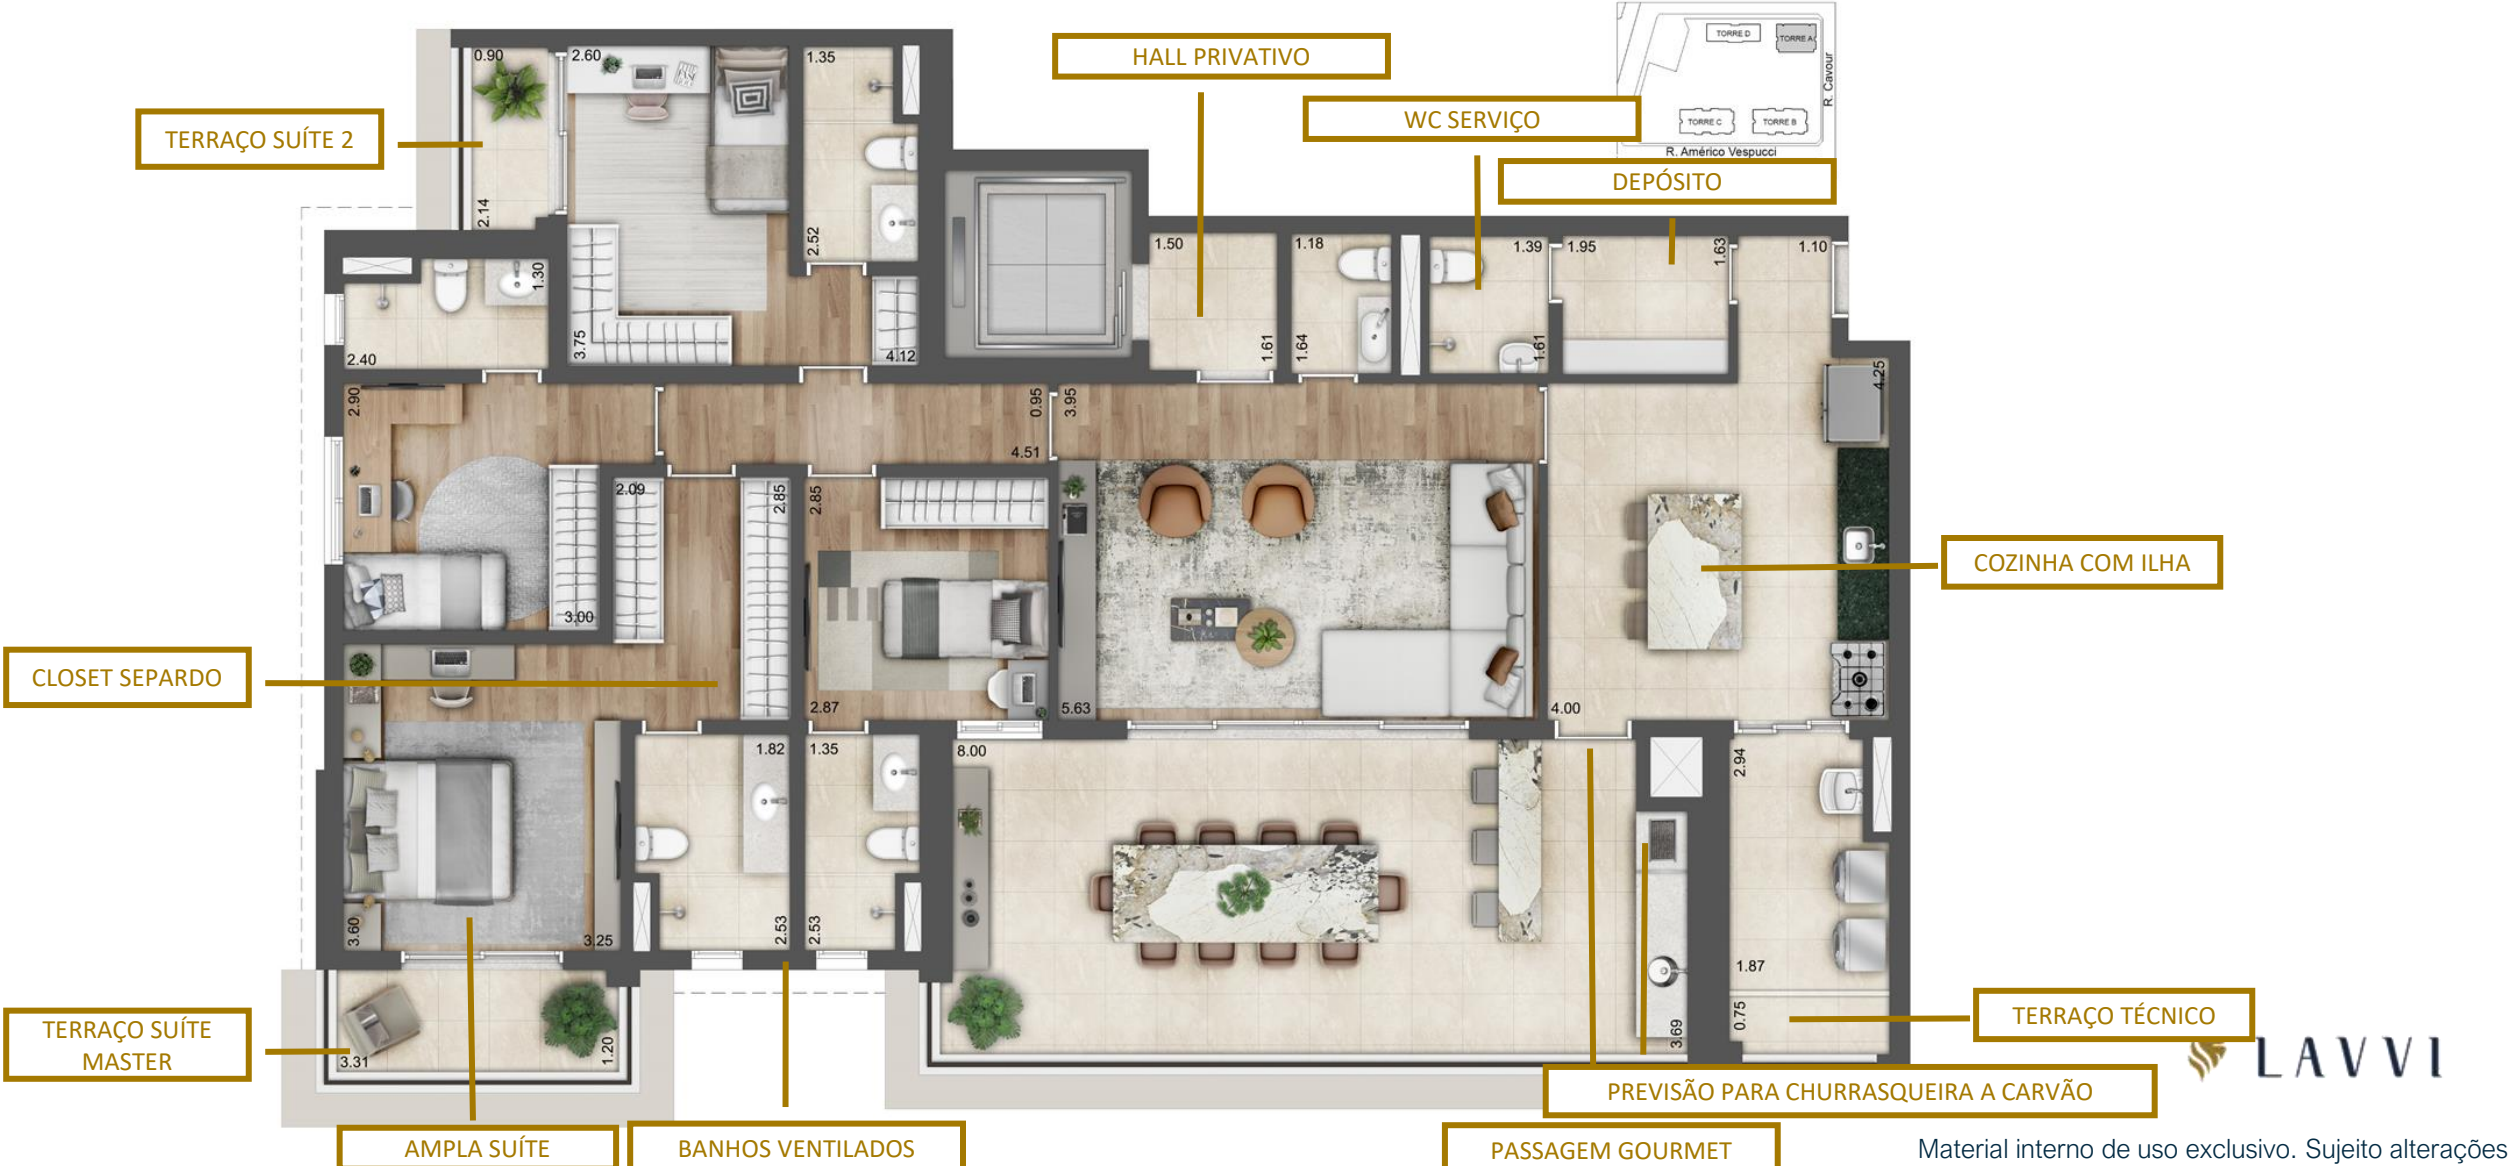 TORRE D
TORRE A
R. Cavour
TORRE C
TORRE B
R. Américo Vespucci
HALL PRIVATIVO
WC SERVIÇO
DEPÓSITO
TERRAÇO SUÍTE 2
0.90
2.60
1.35
2.14
2.52
1.50
1.18
1.39
1.95
1.63
1.10
1.30
2.40
3.75
4.12
1.64
1.61
1.61
4.25
2.90
0.95
3.95
4.51
2.09
2.85
2.85
3.00
COZINHA COM ILHA
CLOSET SEPARDO
2.87
5.63
4.00
1.82
1.35
8.00
2.94
3.60
3.25
2.53
2.53
1.87
0.75
3.69
3.31
1.20
TERRAÇO SUÍTE
MASTER
TERRAÇO TÉCNICO
LAVVI
PREVISÃO PARA CHURRASQUEIRA A CARVÃO
AMPLA SUÍTE
BANHOS VENTILADOS
PASSAGEM GOURMET
Material interno de uso exclusivo. Sujeito alterações